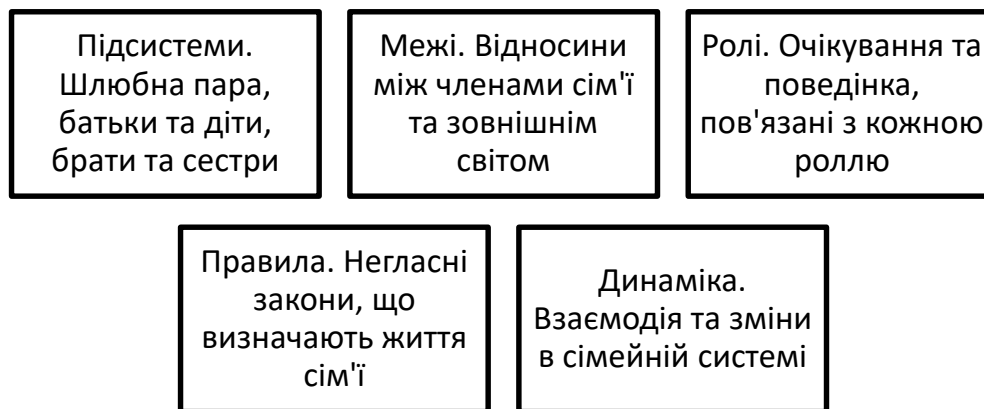 Підсистеми.
Шлюбна пара,
батьки та діти,
брати та сестри
Межі. Відносини
між членами сім'ї
та зовнішнім
світом
Ролі. Очікування та
поведінка,
пов'язані з кожною
роллю
Правила. Негласні
закони, що
визначають життя
сім'ї
Динаміка.
Взаємодія та зміни
в сімейній системі